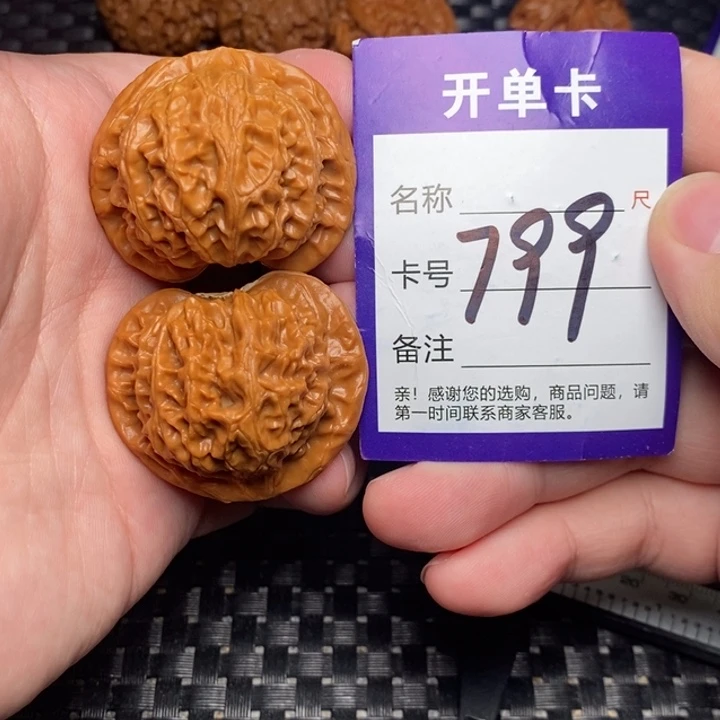 开单卡
名称 尺
卡号 799
备注
亲！感谢您的选购，商品问题，请
第一时间联系商家客服。